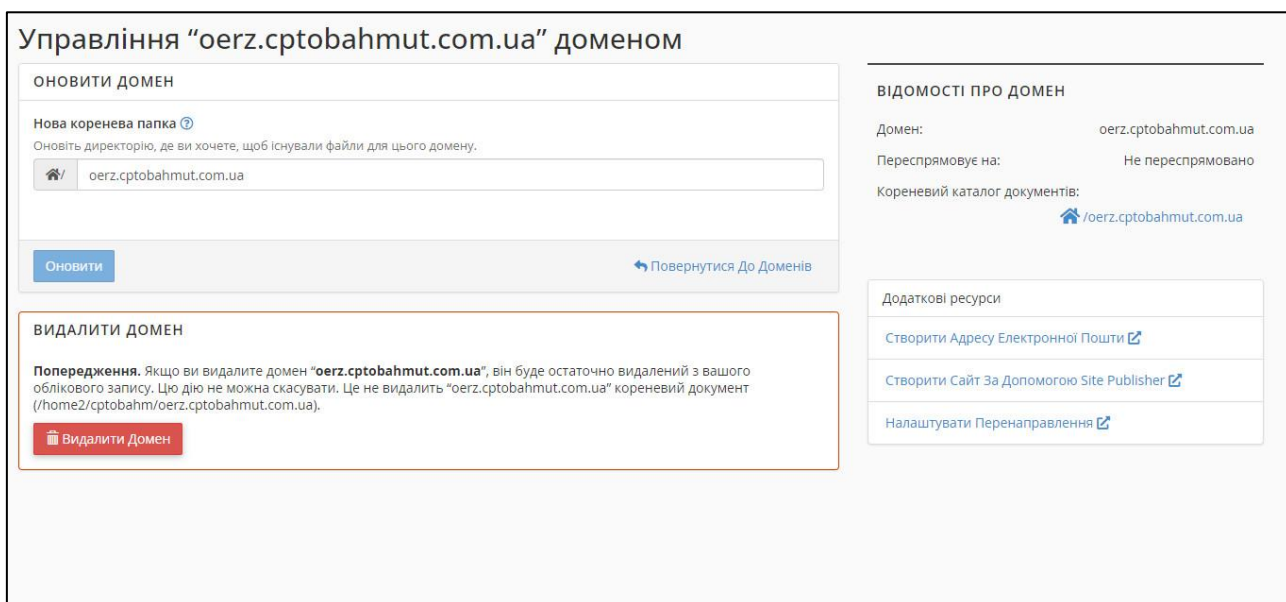 Управління “oerz.cptobahmut.com.ua” доменом
ОНОВИТИ ДОМЕН
Нова коренева папка
Оновіть директорію, де ви хочете, щоб існували файли для цього домену.
/ oerz.cptobahmut.com.ua
Оновити
Повернутися До Доменів
ВИДАЛИТИ ДОМЕН
Попередження. Якщо ви видалите домен “oerz.cptobahmut.com.ua”, він буде остаточно видалений з вашого
облікового запису. Цю дію не можна скасувати. Це не видалить “oerz.cptobahmut.com.ua” кореневий документ
(/home2/cptobahm/oerz.cptobahmut.com.ua).
Видалити Домен
ВІДОМОСТІ ПРО ДОМЕН
Домен: oerz.cptobahmut.com.ua
Переспрямовує на: Не переспрямовано
Кореневий каталог документів:
/oerz.cptobahmut.com.ua
Додаткові ресурси
Створити Адресу Електронної Пошти
Створити Сайт За Допомогою Site Publisher
Налаштувати Перенаправлення